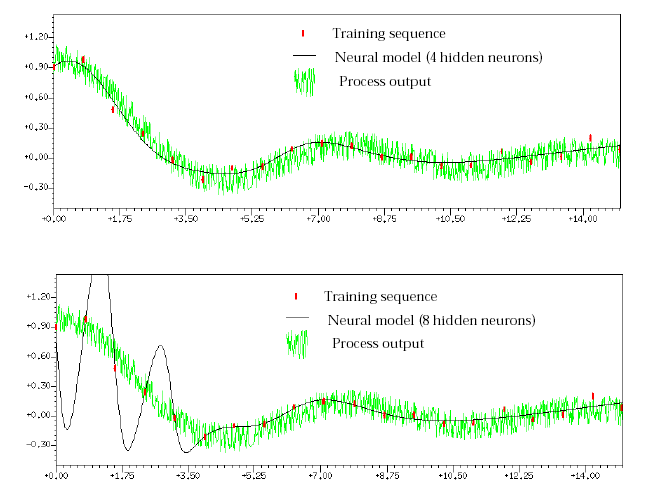 +1.20
Training sequence
Neural model (4 hidden neurons)
+0.90
Process output
+0.60
+0.30
+0.00
-0.30
+0.00 +1.75 +3.50 +5.25 +7.00 +8.75 +10.50 +12.25 +14.00
+1.20
Training sequence
Neural model (8 hidden neurons)
+0.90
Process output
+0.60
+0.30
+0.00
-0.30
+0.00 +1.75 +3.50 +5.25 +7.00 +8.75 +10.50 +12.25 +14.00